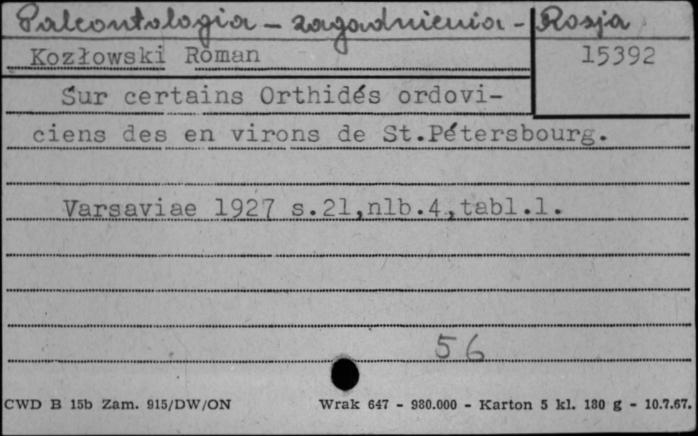 Paleontologia - zagadnienia - Rosja
Kozłowski Roman 15392
Sur certains Orthidés ordovi-
ciens des en virons de St.Pétersbourg.
Varsaviae 1927 s.21,nlb.4,tabl.1.
56
CWD B 15b Zam. 915/DW/ON Wrak 647 - 980.000 - Karton 5 kl. 180 g - 10.7.67.